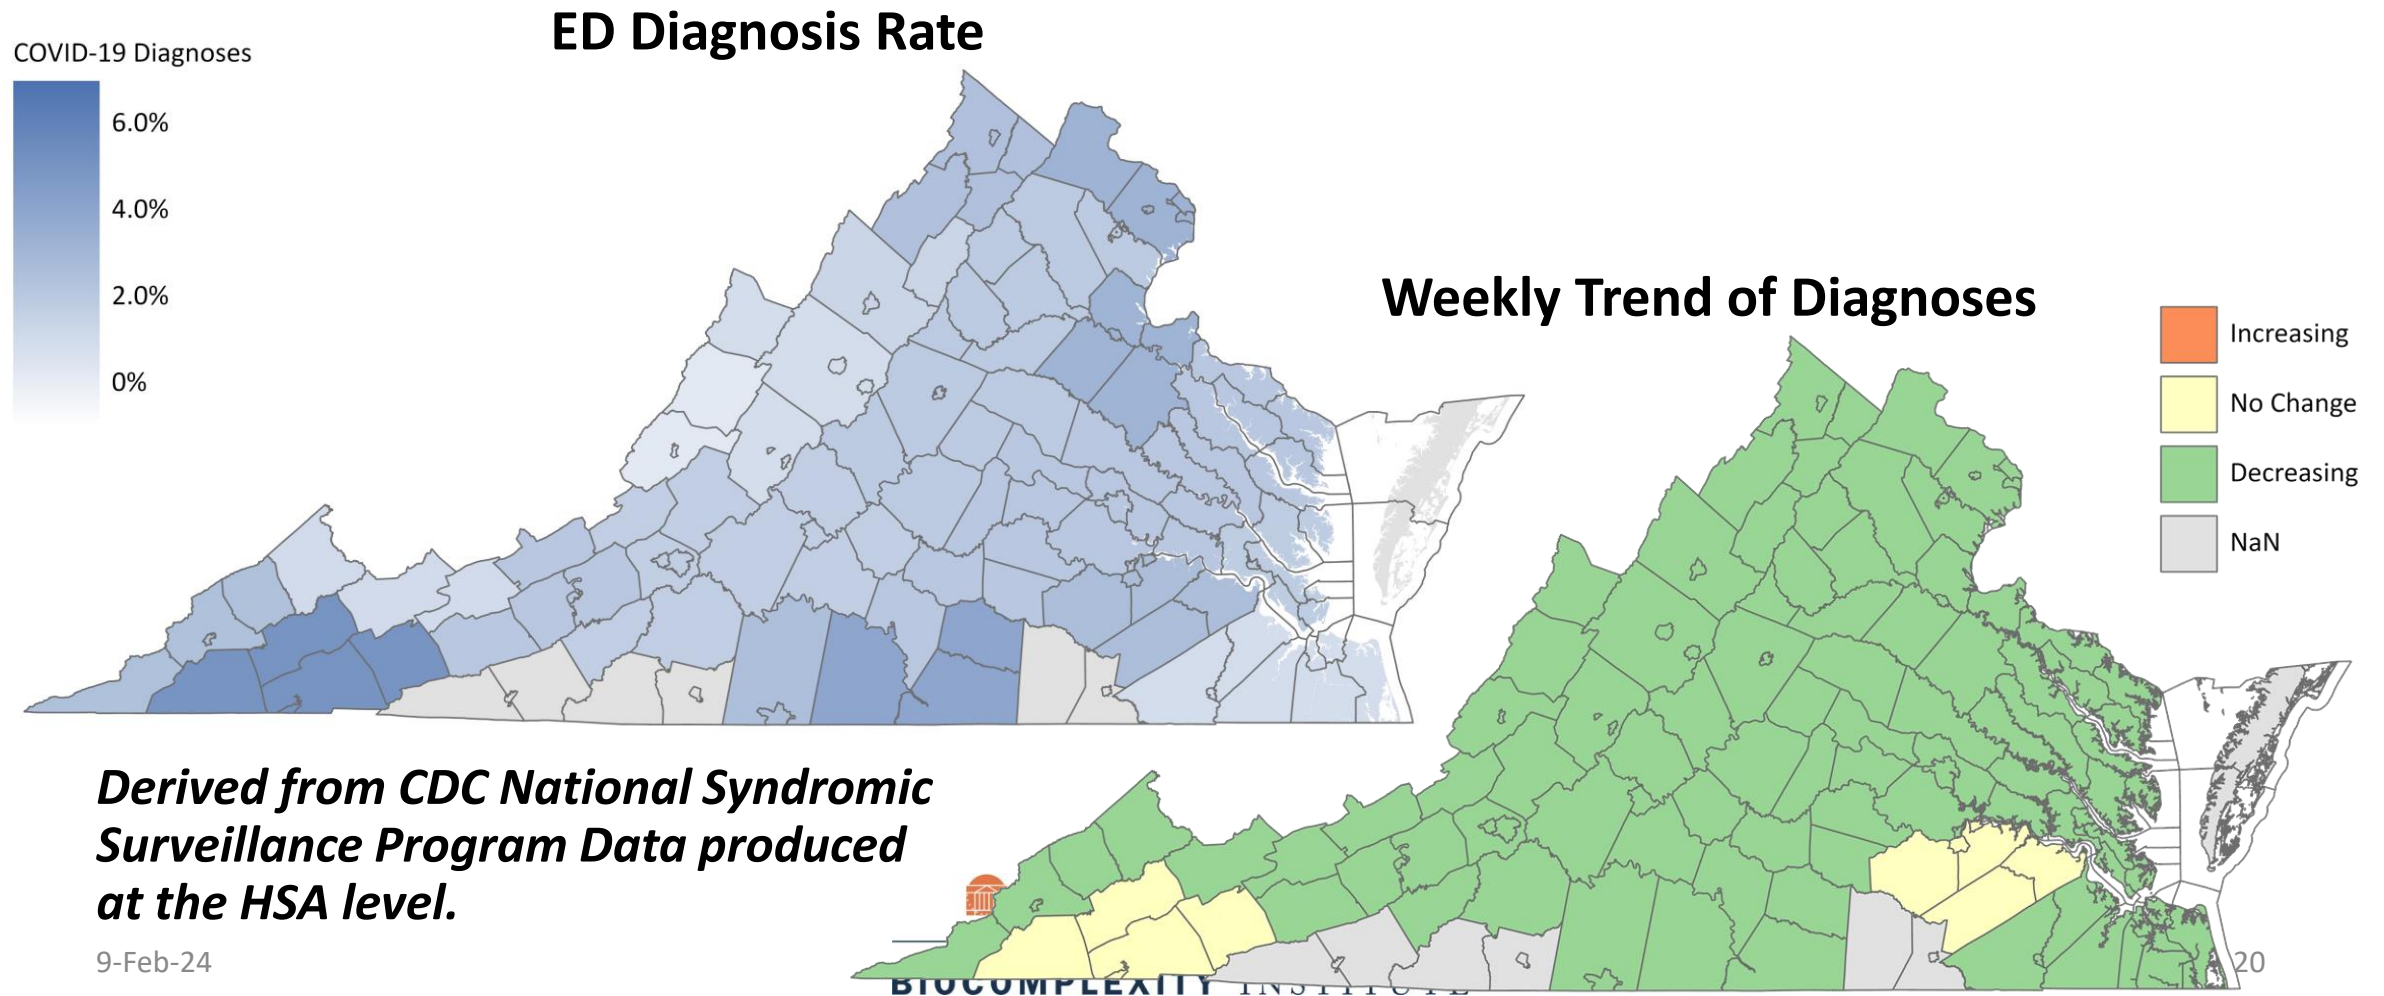 ED Diagnosis Rate
COVID-19 Diagnoses
6.0%
4.0%
2.0%
0%
Weekly Trend of Diagnoses
Increasing
No Change
Decreasing
NaN
Derived from CDC National Syndromic
Surveillance Program Data produced
at the HSA level.
9-Feb-24
BIOCOMPLEXITY INSTITUTE
20